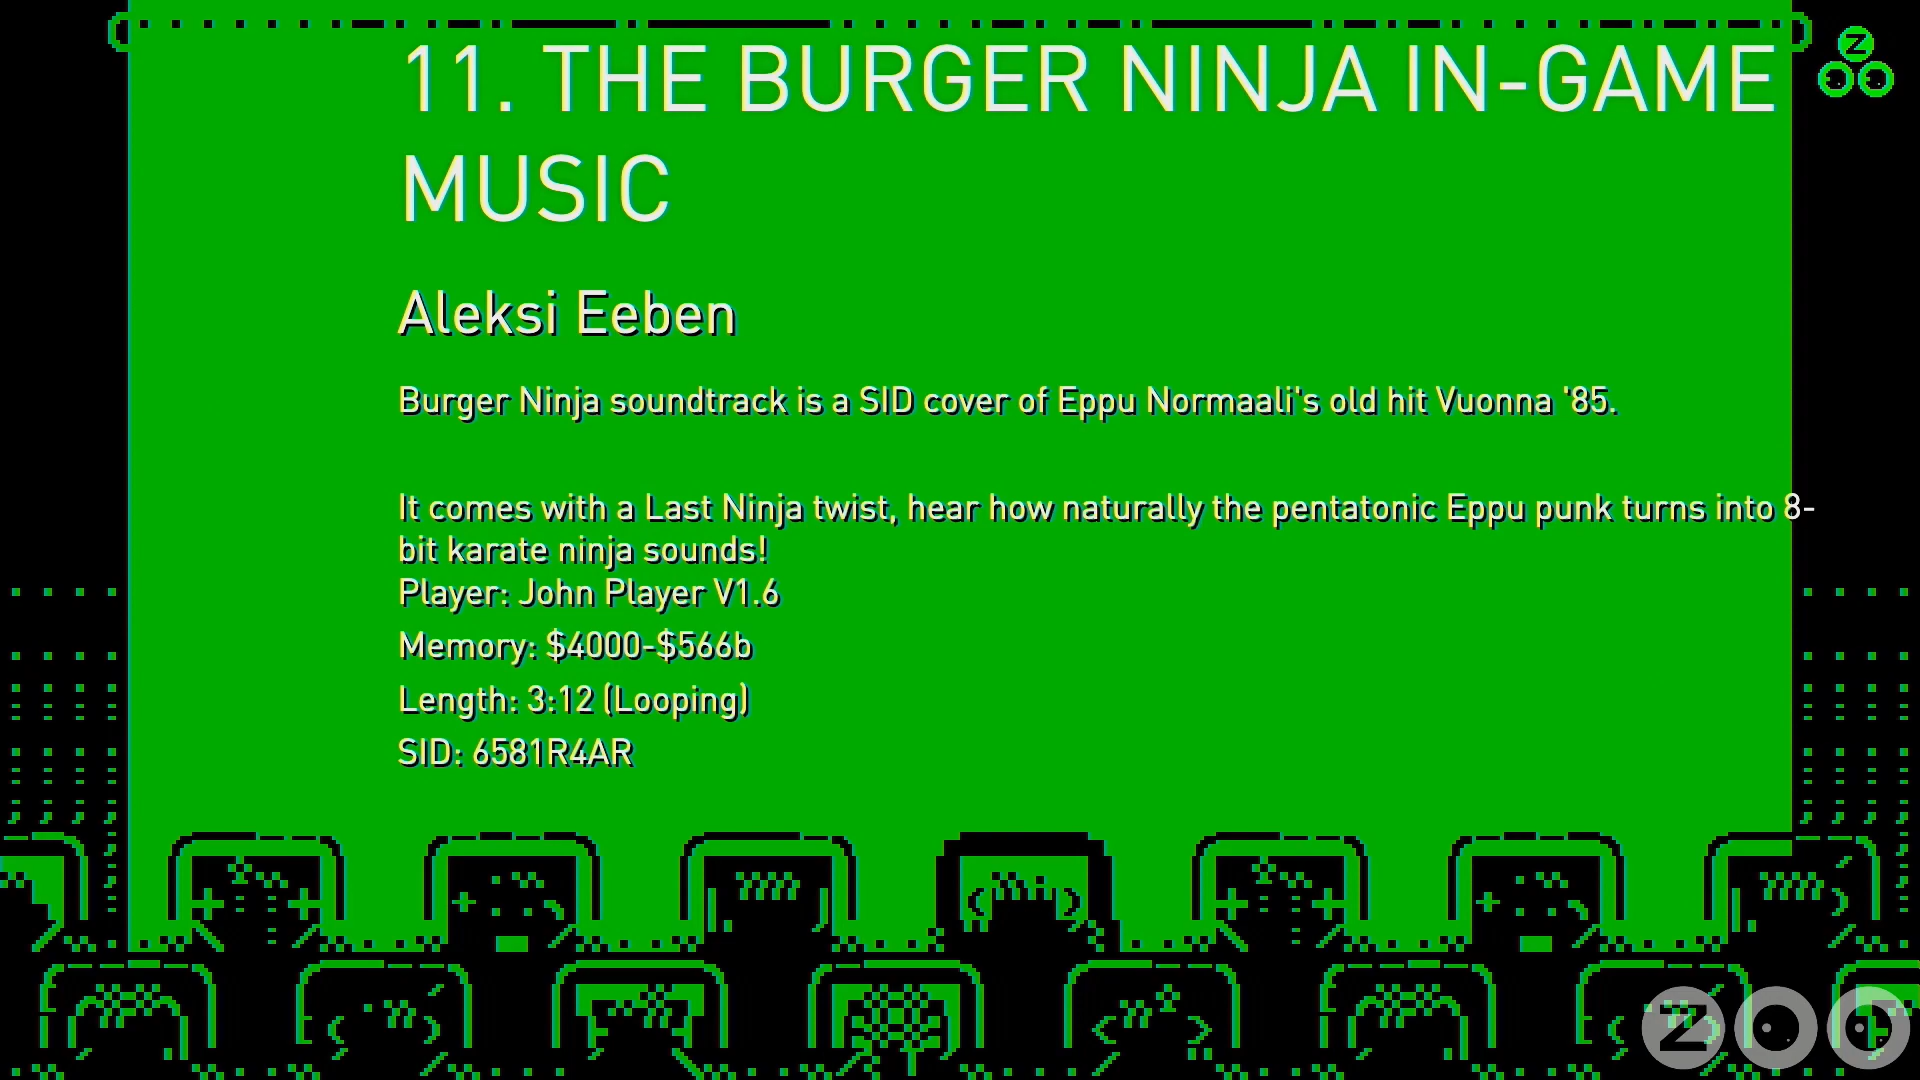 11. THE BURGER NINJA IN-GAME
MUSIC
Aleksi Eeben
Burger Ninja soundtrack is a SID cover of Eppu Normaali's old hit Vuonna '85.
It comes with a Last Ninja twist, hear how naturally the pentatonic Eppu punk turns into 8-
bit karate ninja sounds!
Player: John Player V1.6
Memory: $4000-$566b
Length: 3:12 (Looping)
SID: 6581R4AR
ZOO
ZOO